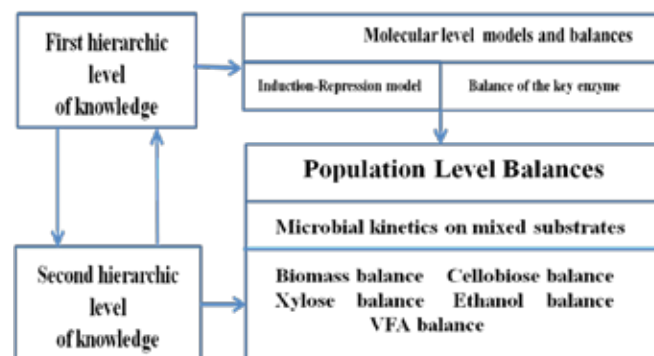 First hierarchic
level
of knowledge
Molecular level models and balances
Induction-Repression model
Balance of the key enzyme
Population Level Balances
Microbial kinetics on mixed substrates
Second hierarchic
level
of knowledge
Biomass balance Cellobiose balance
Xylose balance Ethanol balance
VFA balance